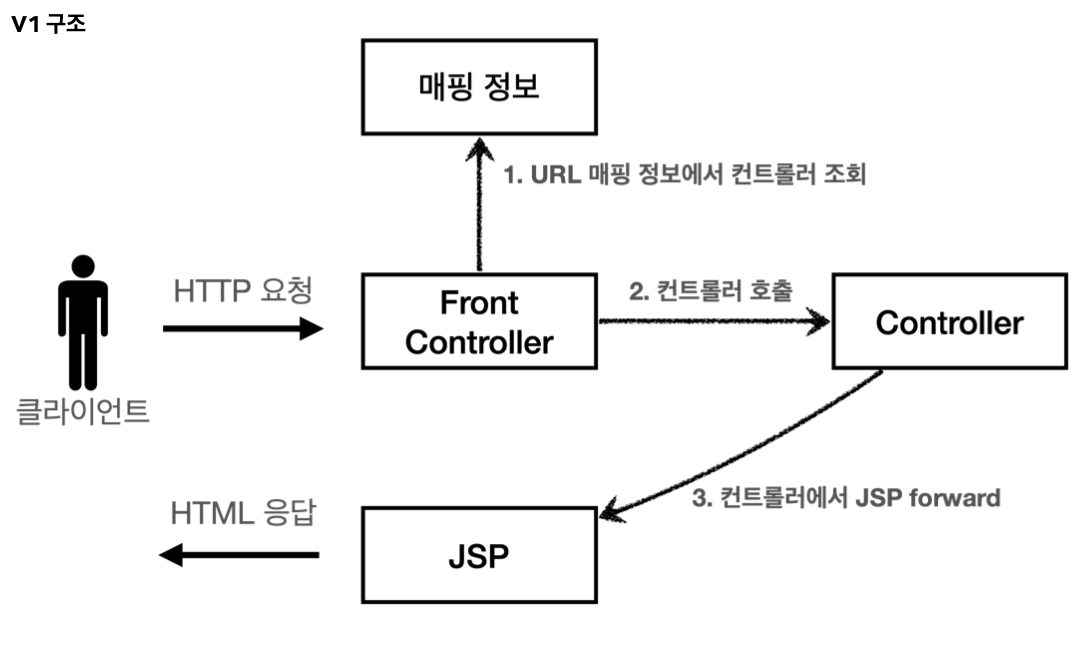 V1 구조
매핑 정보
1. URL 매핑 정보에서 컨트롤러 조회
HTTP 요청
Front
Controller
2. 컨트롤러 호출
Controller
클라이언트
3. 컨트롤러에서 JSP forward
HTML 응답
JSP